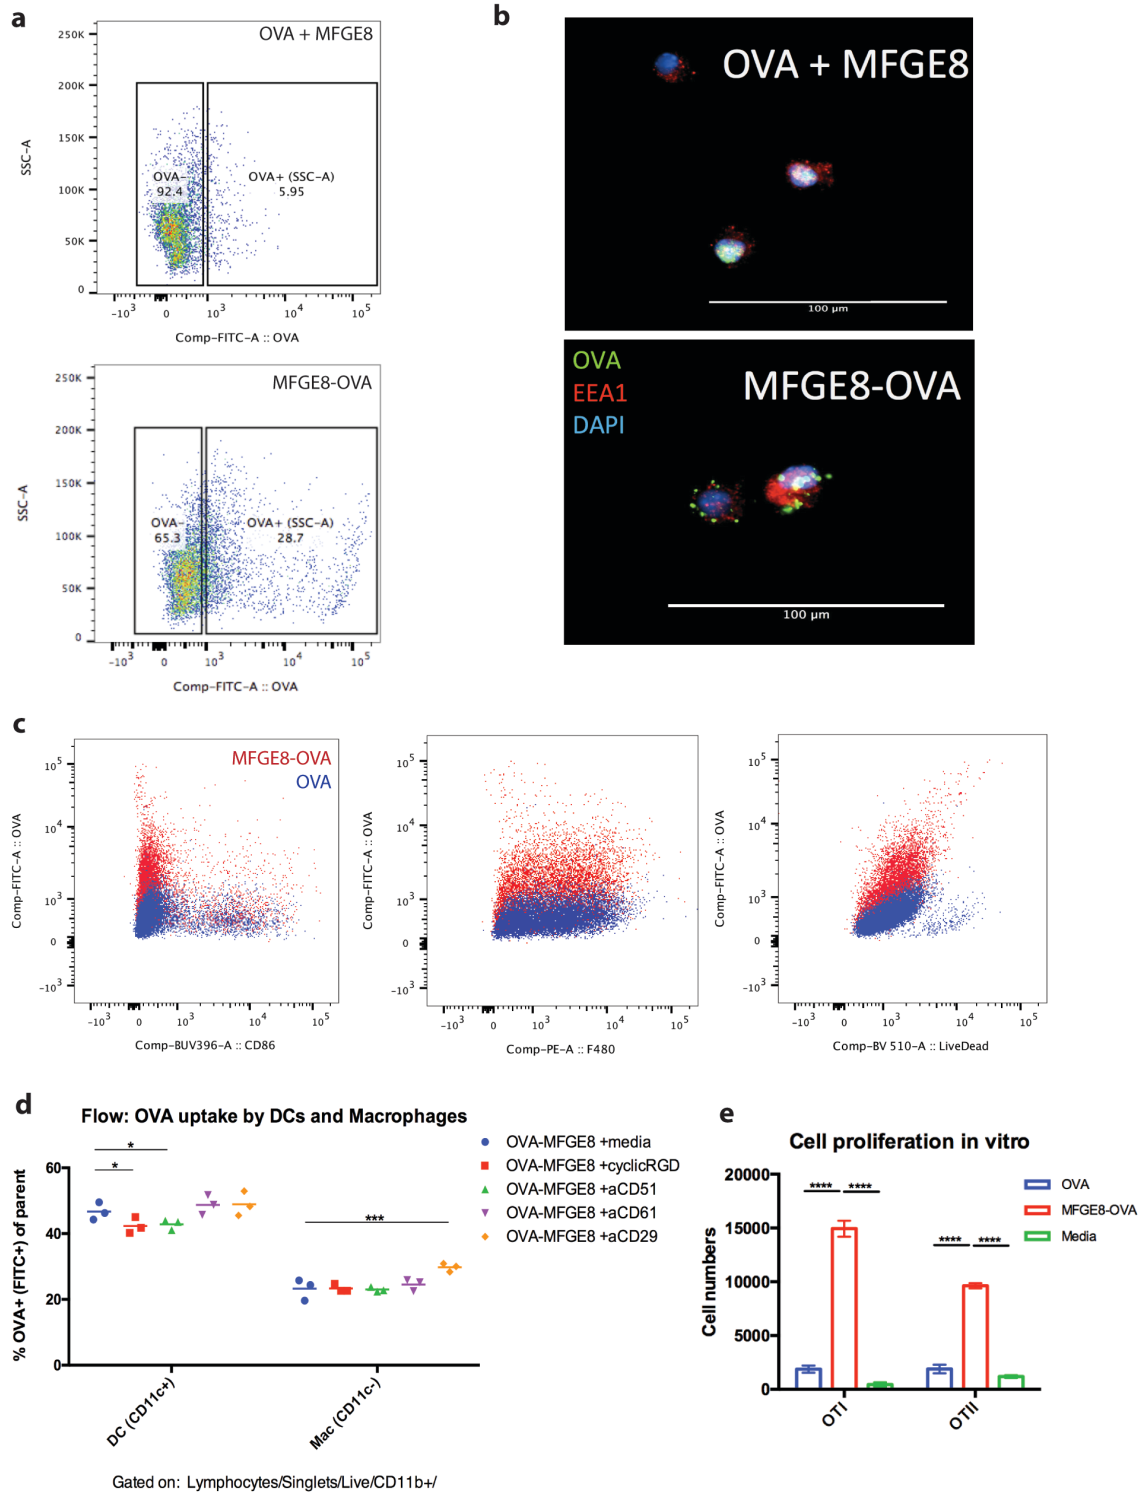 a
OVA + MFGE8
250K
200K
150K
100K
50K
0
SSC-A
OVA-
92.4
OVA+ (SSC-A)
5.95
-10³ 0 10³ 10⁴ 10⁵
Comp-FITC-A :: OVA
MFGE8-OVA
250K
200K
150K
100K
50K
0
SSC-A
OVA-
65.3
OVA+ (SSC-A)
28.7
-10³ 0 10³ 10⁴ 10⁵
Comp-FITC-A :: OVA
b
OVA + MFGE8
100 µm
OVA
EEA1
DAPI
MFGE8-OVA
100 µm
c
MFGE8-OVA
OVA
10⁵
10⁴
10³
0
-10³
Comp-FITC-A :: OVA
-10³ 0 10³ 10⁴ 10⁵
Comp-BUV396-A :: CD86
10⁵
10⁴
10³
0
-10³
Comp-FITC-A :: OVA
-10³ 0 10³ 10⁴ 10⁵
Comp-PE-A :: F480
10⁵
10⁴
10³
0
-10³
Comp-FITC-A :: OVA
-10³ 0 10³ 10⁴ 10⁵
Comp-BV 510-A :: LiveDead
d
Flow: OVA uptake by DCs and Macrophages
60
40
20
0
% OVA+ (FITC+) of parent
*
*
***
DC (CD11c+)
Mac (CD11c-)
OVA-MFGE8 +media
OVA-MFGE8 +cyclicRGD
OVA-MFGE8 +aCD51
OVA-MFGE8 +aCD61
OVA-MFGE8 +aCD29
Gated on: Lymphocytes/Singlets/Live/CD11b+/
e
Cell proliferation in vitro
20000
15000
10000
5000
0
Cell numbers
**** ****
**** ****
OTI
OTII
OVA
MFGE8-OVA
Media